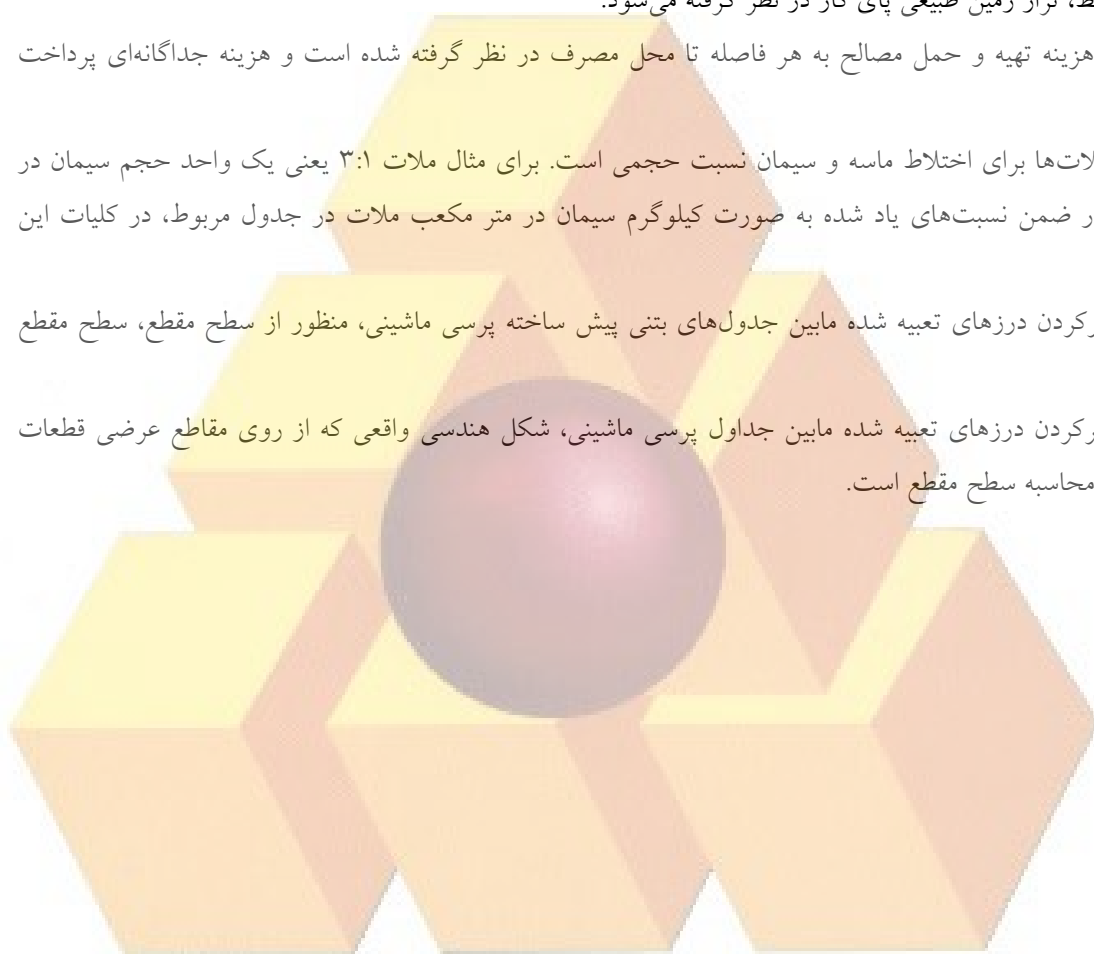 تراز زمین طبیعی پای کار در نظر گرفته می‌شود.
هزینه تهیه و حمل مصالح به هر فاصله تا محل مصرف در نظر گرفته شده است و هزینه جداگانه‌ای پرداخت
برای اختلاط ماسه و سیمان نسبت حجمی است. برای مثال ملات ۳:۱ یعنی یک واحد حجم سیمان در
ضمن نسبت‌های یاد شده به صورت کیلوگرم سیمان در متر مکعب ملات در جدول مربوط، در کلیات این
درزهای تعبیه شده مابین جدول‌های بتنی پیش ساخته پرسی ماشینی، منظور از سطح مقطع، سطح مقطع
درزهای تعبیه شده مابین جداول پرسی ماشینی، شکل هندسی واقعی که از روی مقاطع عرضی قطعات
محاسبه سطح مقطع است.